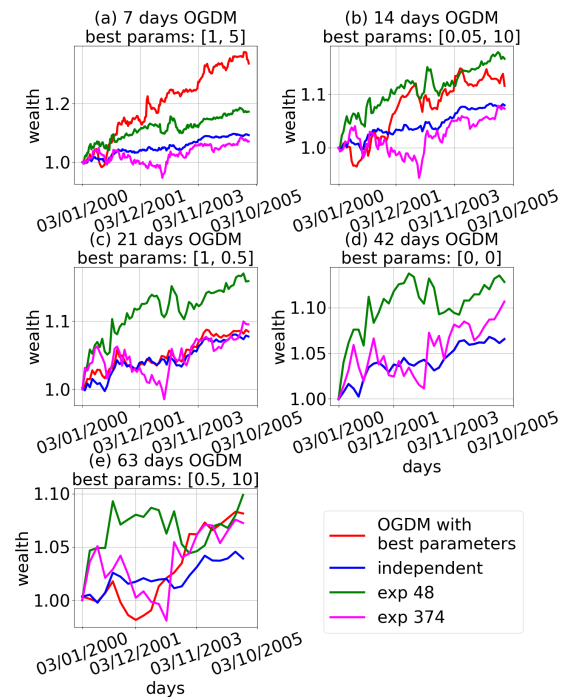 (a) 7 days OGDM
best params: [1, 5]
wealth
1.2
1.0
03/01/2000
03/12/2001
03/11/2003
03/10/2005
(b) 14 days OGDM
best params: [0.05, 10]
wealth
1.1
1.0
03/01/2000
03/12/2001
03/11/2003
03/10/2005
(c) 21 days OGDM
best params: [1, 0.5]
wealth
1.1
1.0
03/01/2000
03/12/2001
03/11/2003
03/10/2005
(d) 42 days OGDM
best params: [0, 0]
wealth
1.10
1.05
1.00
03/01/2000
03/12/2001
03/11/2003
03/10/2005
days
(e) 63 days OGDM
best params: [0.5, 10]
wealth
1.10
1.05
1.00
03/01/2000
03/12/2001
03/11/2003
03/10/2005
days
OGDM with
best parameters
independent
exp 48
exp 374